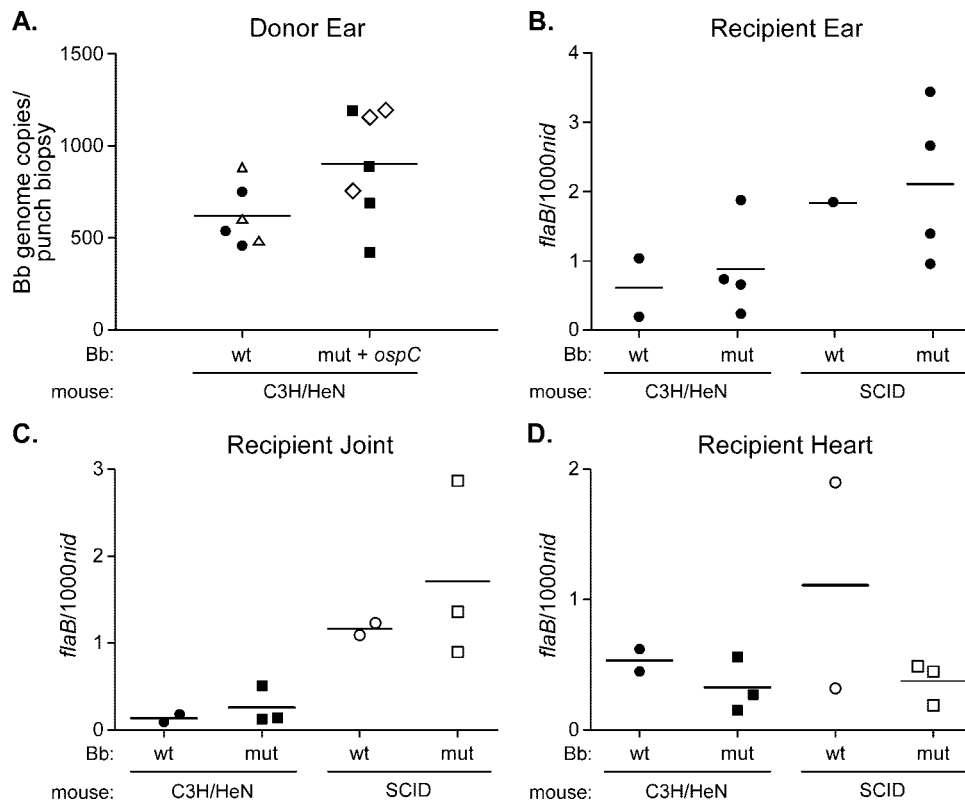 A.
Donor Ear
Bb genome copies/
punch biopsy
1500
1000
500
0
Bb: wt mut + ospC
mouse: C3H/HeN
B.
Recipient Ear
flaB/1000nid
4
3
2
1
0
Bb: wt mut wt mut
mouse: C3H/HeN SCID
C.
Recipient Joint
flaB/1000nid
3
2
1
0
Bb: wt mut wt mut
mouse: C3H/HeN SCID
D.
Recipient Heart
flaB/1000nid
2
1
0
Bb: wt mut wt mut
mouse: C3H/HeN SCID